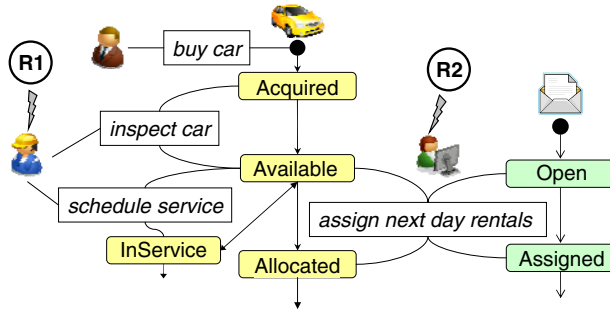 buy car
R1
R2
Acquired
inspect car
Available
Open
schedule service
assign next day rentals
InService
Allocated
Assigned